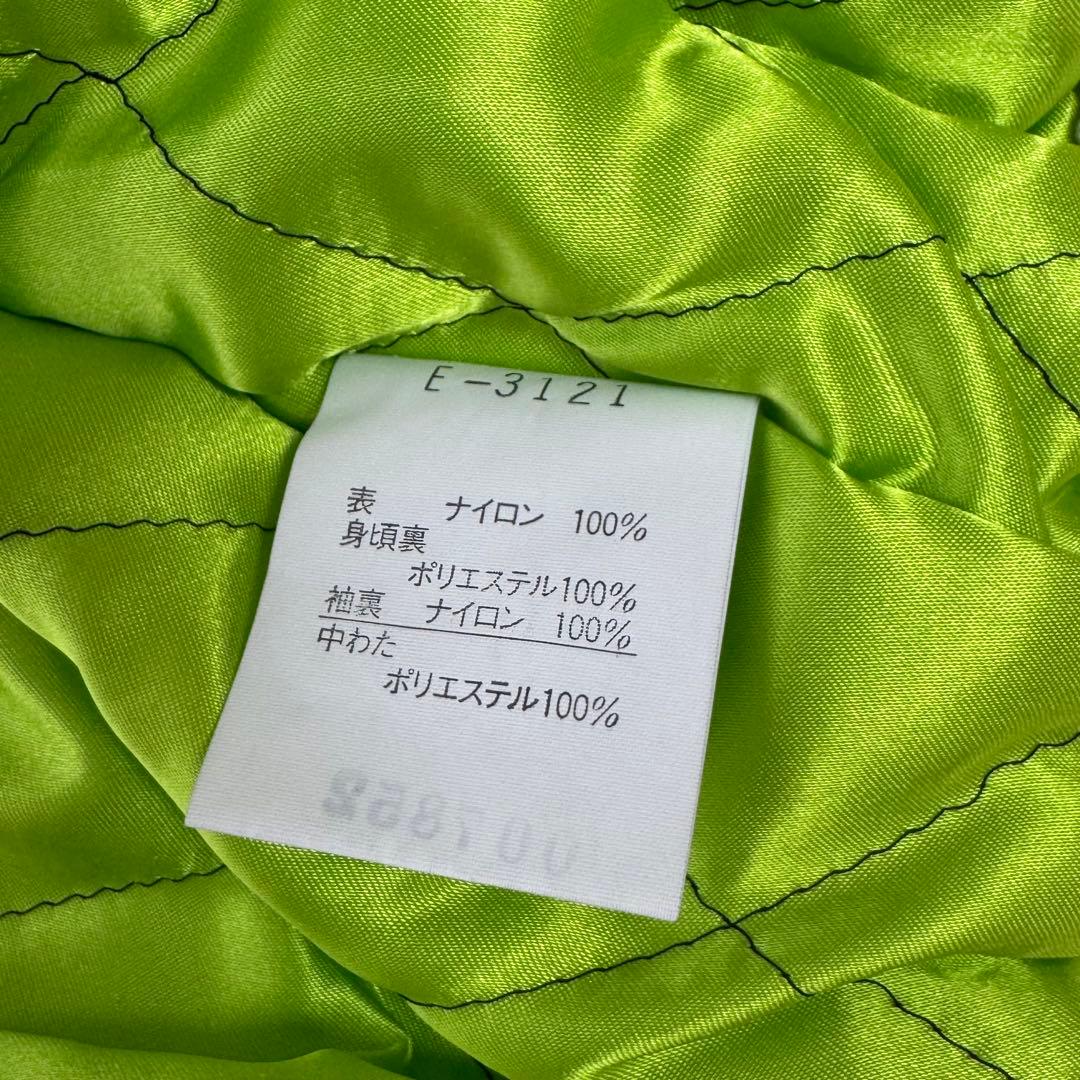 E-3121
表 ナイロン 100%
身頃裏
ポリエステル100%
袖裏 ナイロン 100%
中わた
ポリエステル100%